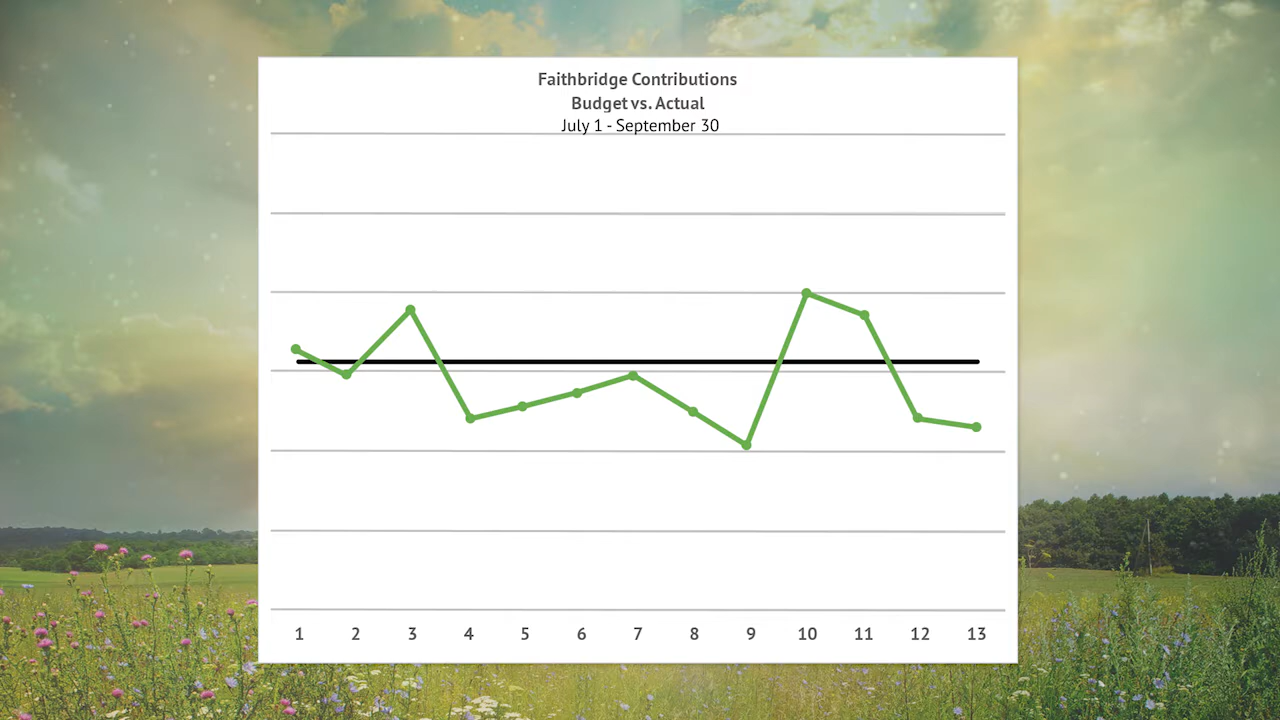 Faithbridge Contributions
Budget vs. Actual
July 1 - September 30
1 2 3 4 5 6 7 8 9 10 11 12 13